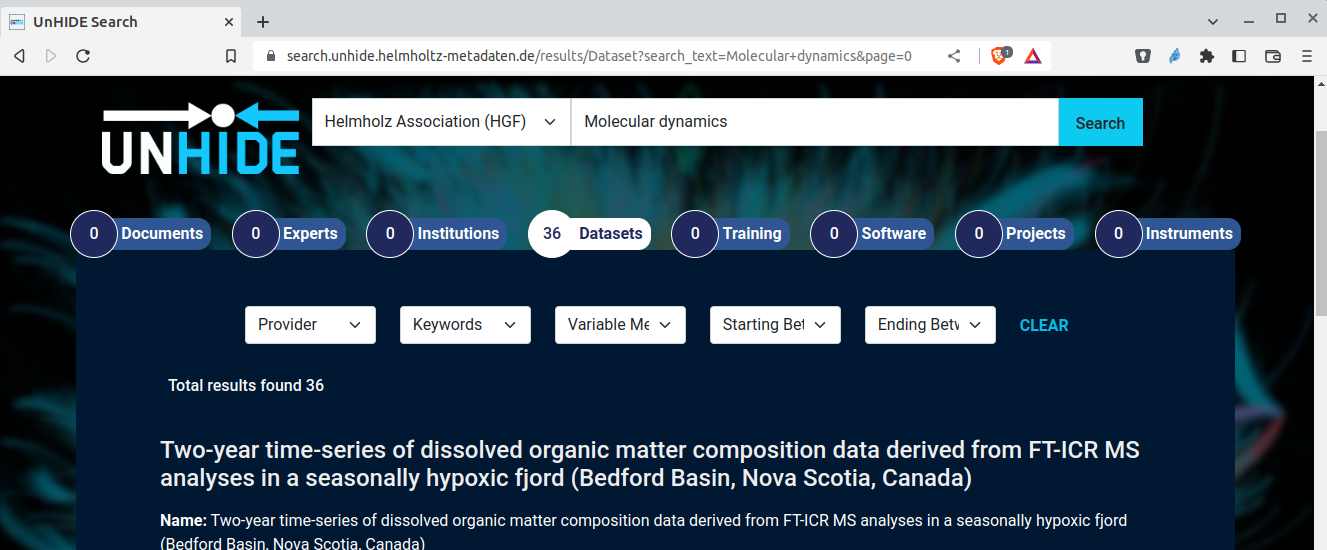 UnHIDE Search
search.unhide.helmholtz-metadaten.de/results/Dataset?search_text=Molecular+dynamics&page=0
1
UNHIDE
Helmholz Association (HGF)
Molecular dynamics
Search
0 Documents
0 Experts
0 Institutions
36 Datasets
0 Training
0 Software
0 Projects
0 Instruments
Provider
Keywords
Variable Me
Starting Bet
Ending Betw
CLEAR
Total results found 36
Two-year time-series of dissolved organic matter composition data derived from FT-ICR MS
analyses in a seasonally hypoxic fjord (Bedford Basin, Nova Scotia, Canada)
Name: Two-year time-series of dissolved organic matter composition data derived from FT-ICR MS analyses in a seasonally hypoxic fjord
(Bedford Basin, Nova Scotia, Canada)